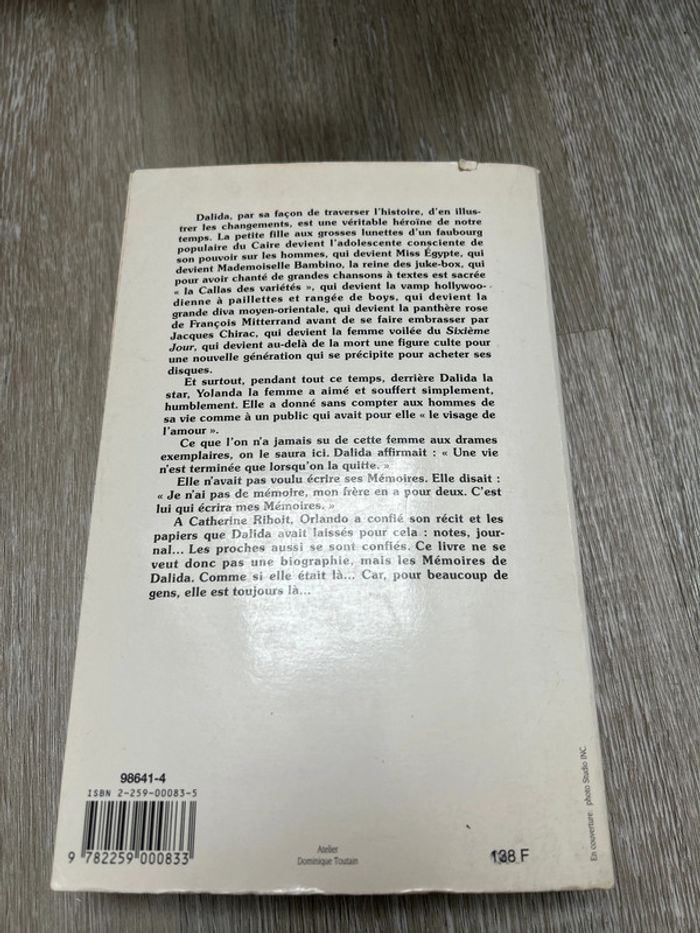 Dalida, par sa façon de traverser l'histoire, d'en illus-
trer les changements, est une véritable héroïne de notre
temps. La petite fille aux grosses lunettes d'un faubourg
populaire du Caire devient l'adolescente consciente de
son pouvoir sur les hommes, qui devient Miss Égypte, qui
devient Mademoiselle Bambino, la reine des juke-box, qui
pour avoir chanté de grandes chansons à textes est sacrée
« la Callas des variétés », qui devient la vamp hollywoo-
dienne à paillettes et rangée de boys, qui devient la
grande diva moyen-orientale, qui devient la panthère rose
de François Mitterrand avant de se faire embrasser par
Jacques Chirac, qui devient la femme voilée du Sixième
Jour, qui devient au-delà de la mort une figure culte pour
une nouvelle génération qui se précipite pour acheter ses
disques.
Et surtout, pendant tout ce temps, derrière Dalida la
star, Yolanda la femme a aimé et souffert simplement,
humblement. Elle a donné sans compter aux hommes de
sa vie comme à un public qui avait pour elle « le visage de
l'amour ».
Ce que l'on n'a jamais su de cette femme aux drames
exemplaires, on le saura ici. Dalida affirmait : « Une vie
n'est terminée que lorsqu'on la quitte. »
Elle n'avait pas voulu écrire ses Mémoires. Elle disait :
« Je n'ai pas de mémoire, mon frère en a pour deux. C'est
lui qui écrira mes Mémoires. »
A Catherine Rihoit, Orlando a confié son récit et les
papiers que Dalida avait laissés pour cela : notes, jour-
nal... Les proches aussi se sont confiés. Ce livre ne se
veut donc pas une biographie, mais les Mémoires de
Dalida. Comme si elle était là... Car, pour beaucoup de
gens, elle est toujours là...
98641-4
ISBN 2-259-00083-5
9 782259 000833
Atelier
Dominique Toutain
138 F
En couverture : photo Studio INC